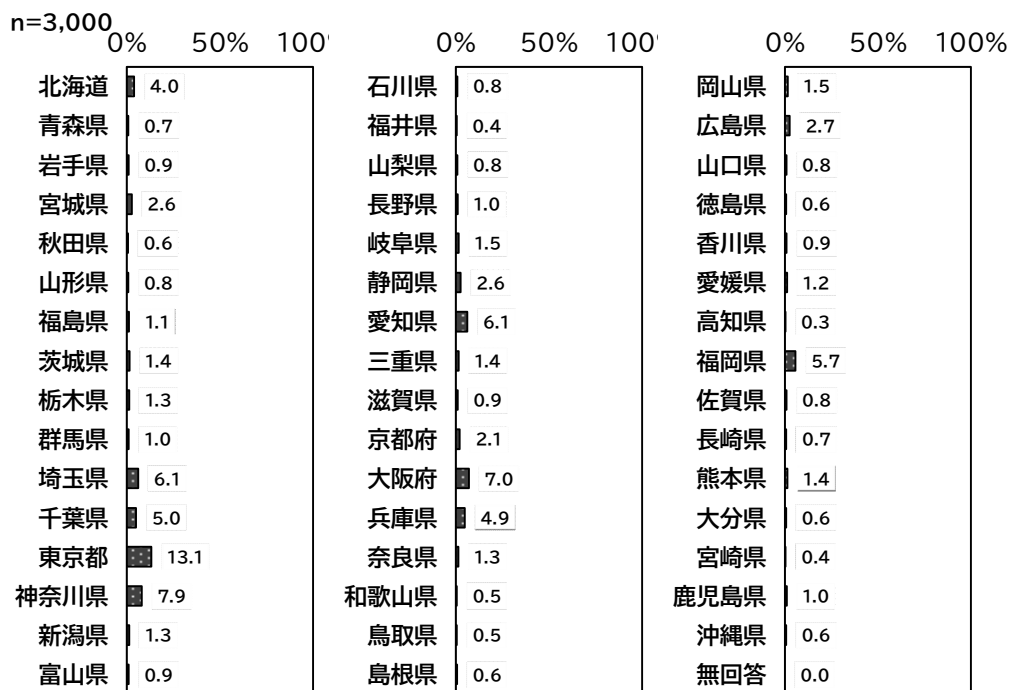 n=3,000
0% 50% 100
北海道 4.0
青森県 0.7
岩手県 0.9
宮城県 2.6
秋田県 0.6
山形県 0.8
福島県 1.1
茨城県 1.4
栃木県 1.3
群馬県 1.0
埼玉県 6.1
千葉県 5.0
東京都 13.1
神奈川県 7.9
新潟県 1.3
富山県 0.9
0% 50% 100
石川県 0.8
福井県 0.4
山梨県 0.8
長野県 1.0
岐阜県 1.5
静岡県 2.6
愛知県 6.1
三重県 1.4
滋賀県 0.9
京都府 2.1
大阪府 7.0
兵庫県 4.9
奈良県 1.3
和歌山県 0.5
鳥取県 0.5
島根県 0.6
0% 50% 100%
岡山県 1.5
広島県 2.7
山口県 0.8
徳島県 0.6
香川県 0.9
愛媛県 1.2
高知県 0.3
福岡県 5.7
佐賀県 0.8
長崎県 0.7
熊本県 1.4
大分県 0.6
宮崎県 0.4
鹿児島県 1.0
沖縄県 0.6
無回答 0.0